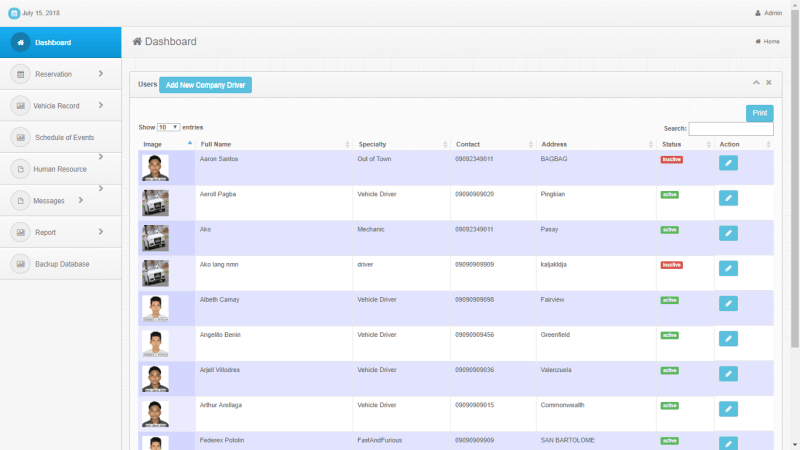 July 15, 2018
Admin
Dashboard
Reservation
Vehicle Record
Schedule of Events
Human Resource
Messages
Report
Backup Database
Dashboard
Home
Users Add New Company Driver
Print
Show 10 entries
Search:
Image Full Name Specialty Contact Address Status Action
Aaron Santos Out of Town 09092349011 BAGBAG inactive
Aeroll Pagba Vehicle Driver 09090909020 Pingkian active
Ako Mechanic 09092349011 Pasay active
Ako lang nmn driver 09090909909 kaljakldja inactive
Albeth Camay Vehicle Driver 09090909098 Fairview active
Angelito Benin Vehicle Driver 09090909456 Greenfield active
Arjell Villodres Vehicle Driver 09090909036 Valenzuela active
Arthur Arellaga Vehicle Driver 09090909015 Commonwealth active
Federex Potolin FastAndFurious 09090909909 SAN BARTOLOME active